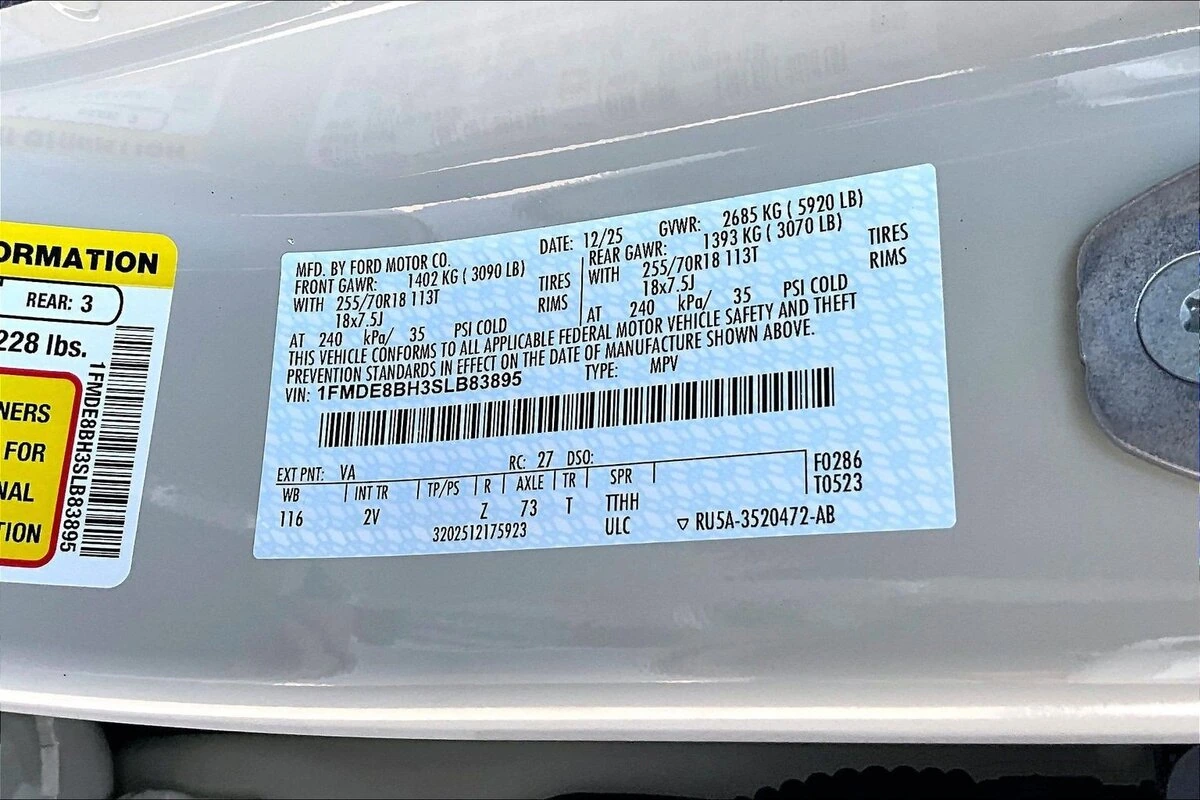 ORMATION
REAR: 3
228 lbs.
NERS
FOR
NAL
TION
1FMDE8BH3SLB83895
MFD. BY FORD MOTOR CO.
DATE: 12/25 GVWR: 2685 KG ( 5920 LB)
FRONT GAWR: 1402 KG ( 3090 LB)
WITH 255/70R18 113T TIRES
18x7.5J RIMS
AT 240 kPa/ 35 PSI COLD
REAR GAWR: 1393 KG ( 3070 LB)
WITH 255/70R18 113T TIRES
18x7.5J RIMS
AT 240 kPa/ 35 PSI COLD
THIS VEHICLE CONFORMS TO ALL APPLICABLE FEDERAL MOTOR VEHICLE SAFETY AND THEFT
PREVENTION STANDARDS IN EFFECT ON THE DATE OF MANUFACTURE SHOWN ABOVE.
VIN: 1FMDE8BH3SLB83895 TYPE: MPV
EXT PNT: VA RC: 27 DSO:
WB INT TR TP/PS R AXLE TR SPR F0286
116 2V Z 73 T TTHH T0523
3202512175923 ULC RU5A-3520472-AB